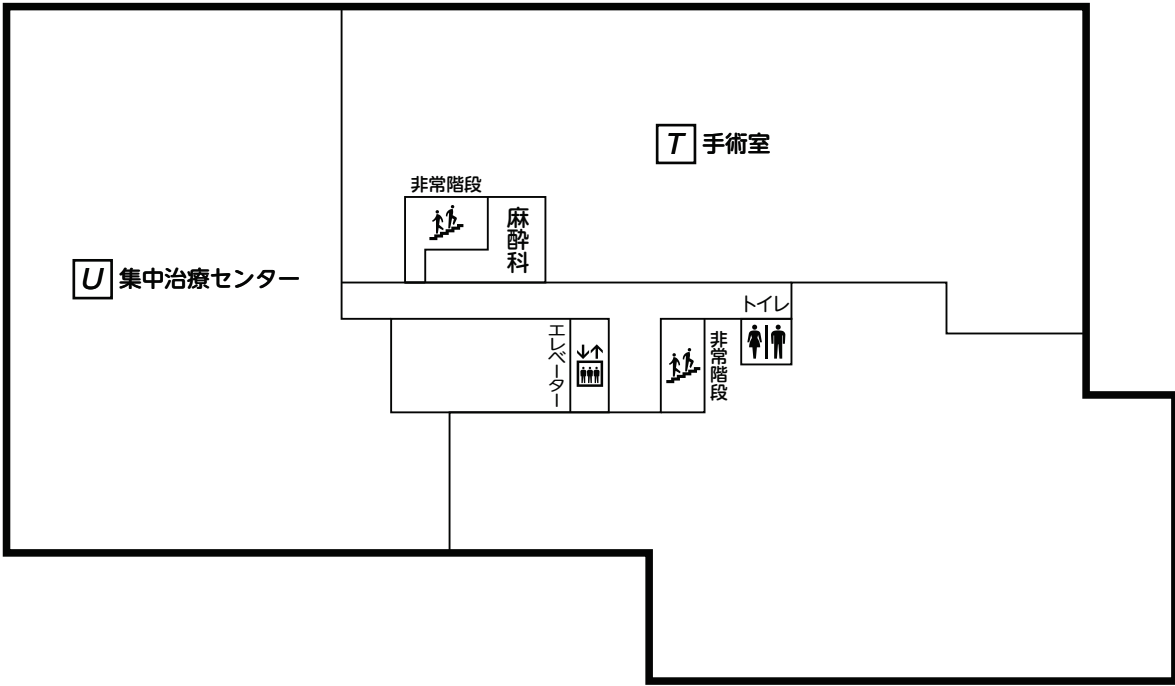 T 手術室
非常階段
麻酔科
U 集中治療センター
トイレ
エレベーター
非常階段